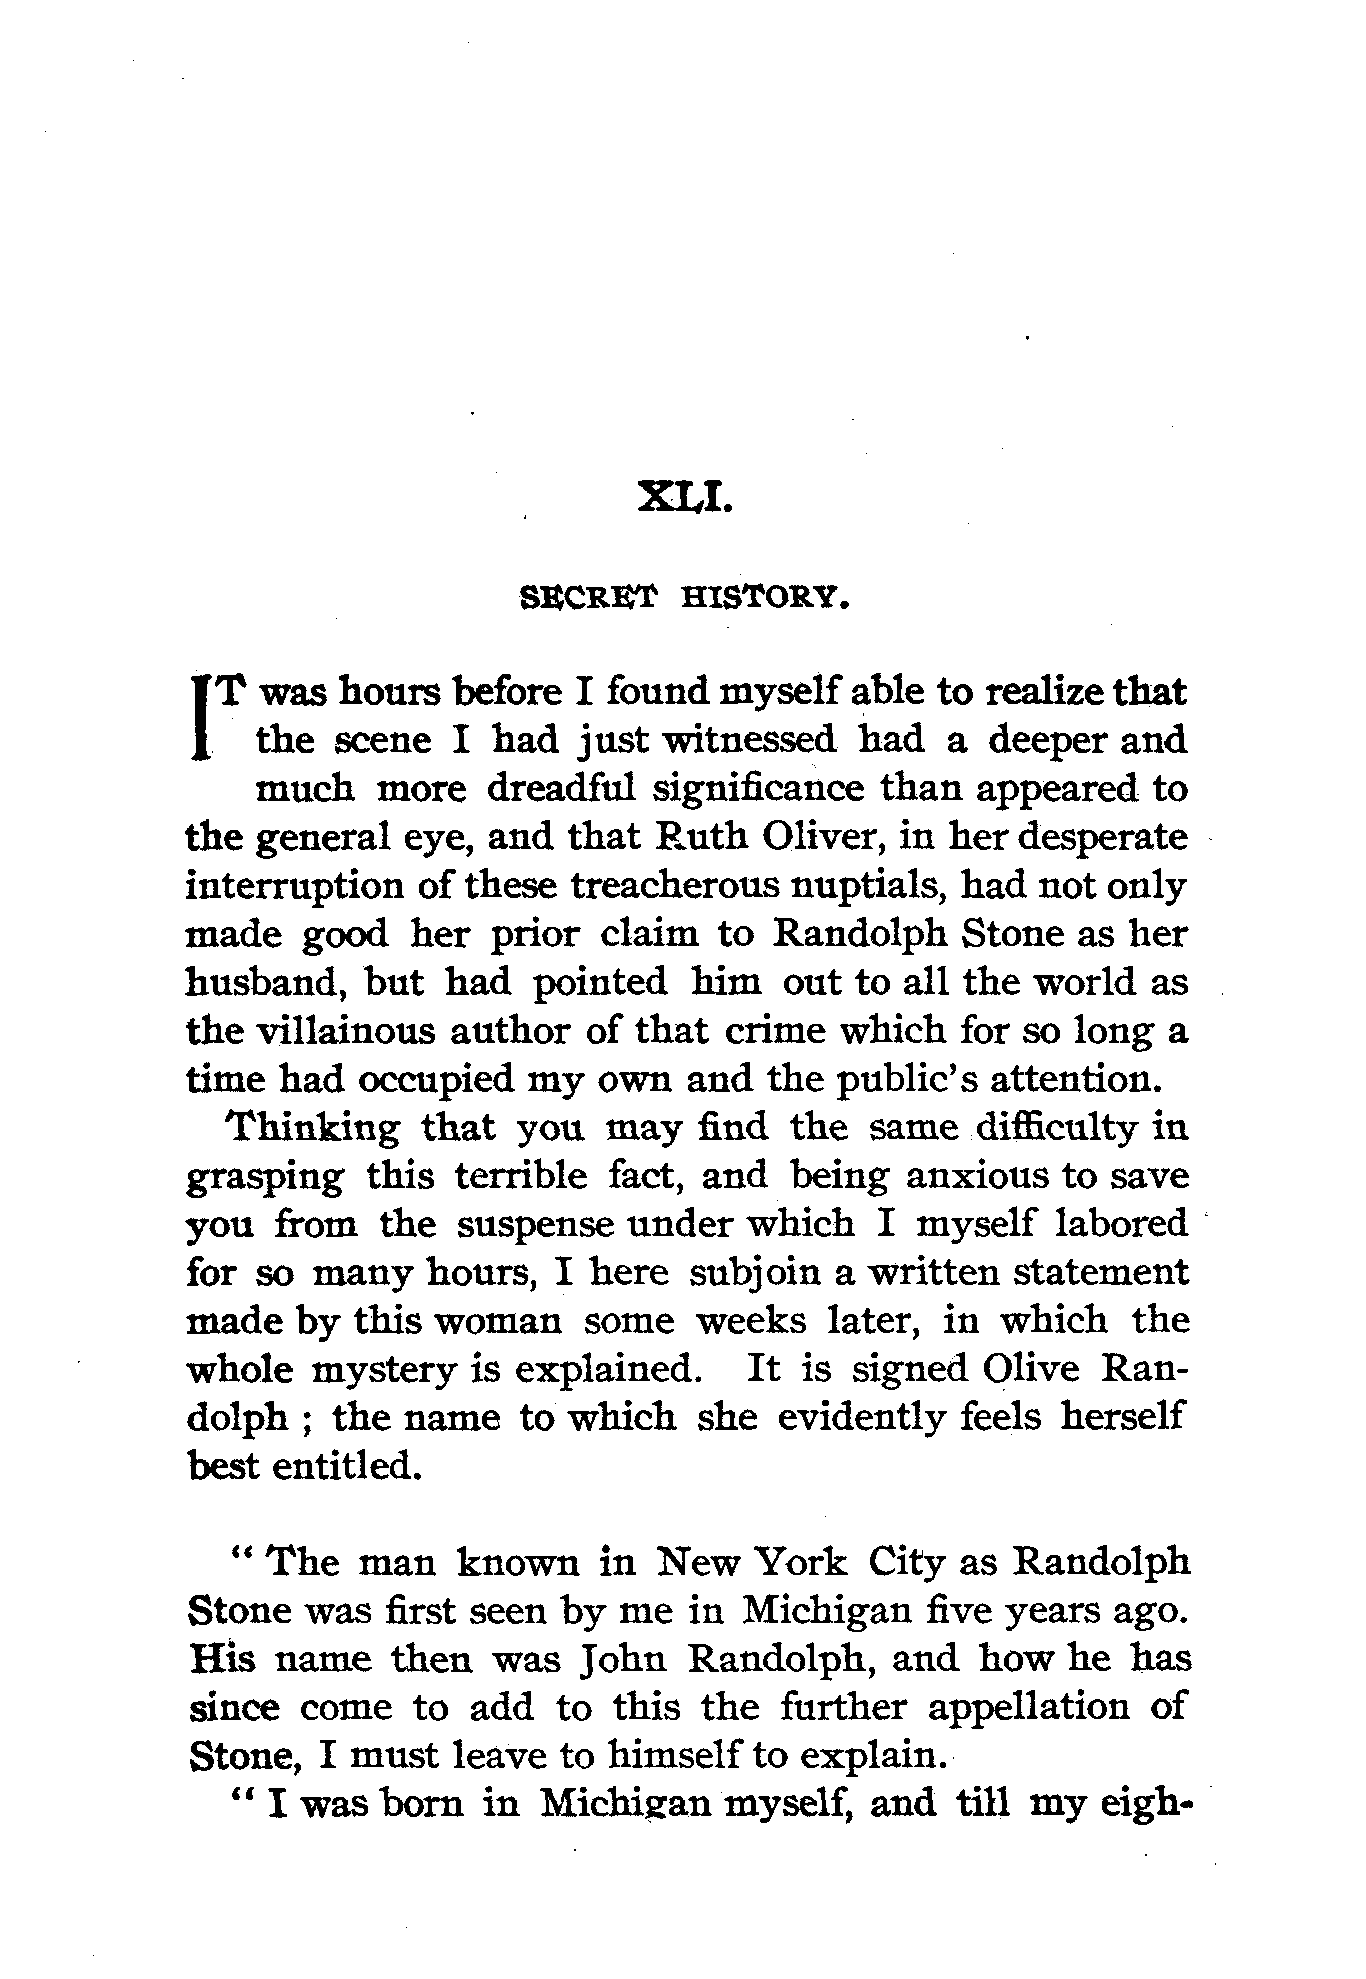 XLI.
SECRET HISTORY.
IT was hours before I found myself able to realize that
the scene I had just witnessed had a deeper and
much more dreadful significance than appeared to
the general eye, and that Ruth Oliver, in her desperate
interruption of these treacherous nuptials, had not only
made good her prior claim to Randolph Stone as her
husband, but had pointed him out to all the world as
the villainous author of that crime which for so long a
time had occupied my own and the public's attention.
Thinking that you may find the same difficulty in
grasping this terrible fact, and being anxious to save
you from the suspense under which I myself labored
for so many hours, I here subjoin a written statement
made by this woman some weeks later, in which the
whole mystery is explained. It is signed Olive Ran-
dolph ; the name to which she evidently feels herself
best entitled.
“ The man known in New York City as Randolph
Stone was first seen by me in Michigan five years ago.
His name then was John Randolph, and how he has
since come to add to this the further appellation of
Stone, I must leave to himself to explain.
“ I was born in Michigan myself, and till my eigh-